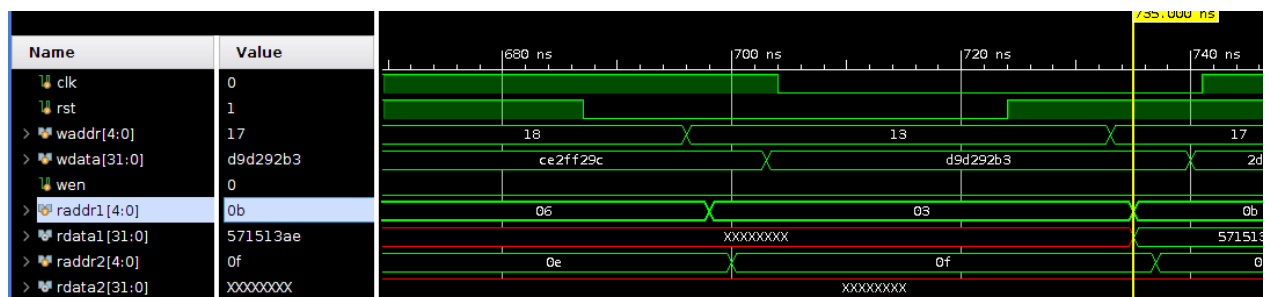 735.000 ns
Name Value
680 ns 700 ns 720 ns 740 ns
clk 0
rst 1
waddr[4:0] 17 18 13 17
wdata[31:0] d9d292b3 ce2ff29c d9d292b3 2d
wen 0
raddr1[4:0] 0b 06 03 0b
rdata1[31:0] 571513ae XXXXXXXX 571513
raddr2[4:0] 0f 0e 0f 0
rdata2[31:0] XXXXXXXX XXXXXXXX